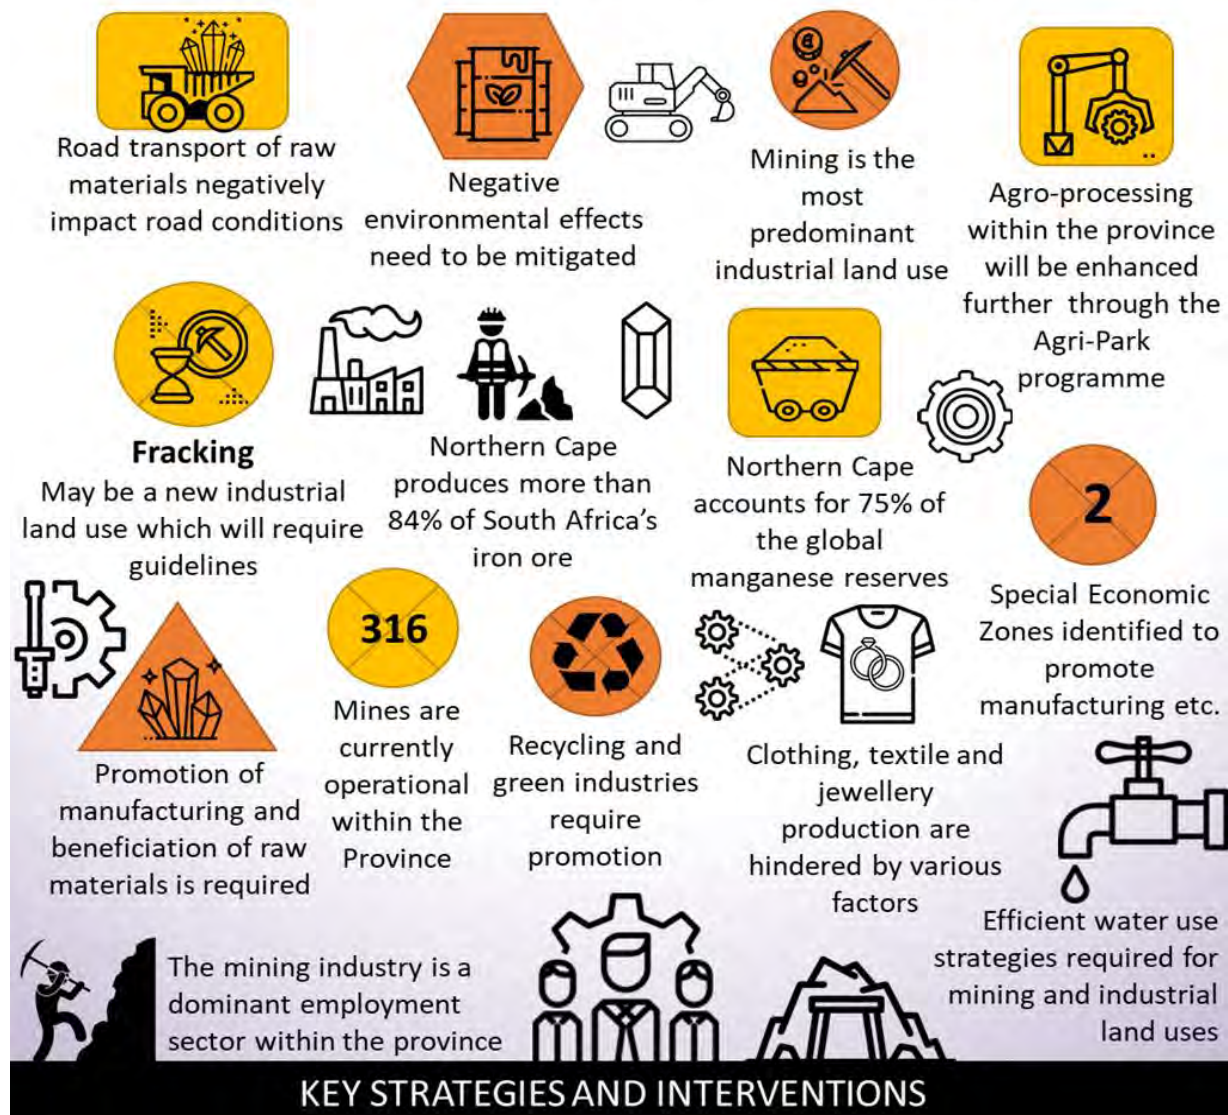 Road transport of raw
materials negatively
impact road conditions
Negative
environmental effects
need to be mitigated
Mining is the
most
predominant
industrial land use
Agro-processing
within the province
will be enhanced
further through the
Agri-Park
programme
Fracking
May be a new industrial
land use which will require
guidelines
Northern Cape
produces more than
84% of South Africa's
iron ore
Northern Cape
accounts for 75% of
the global
manganese reserves
2
Special Economic
Zones identified to
promote
manufacturing etc.
Promotion of
manufacturing and
beneficiation of raw
materials is required
316
Mines are
currently
operational
within the
Province
Recycling and
green industries
require
promotion
Clothing, textile and
jewellery
production are
hindered by various
factors
Efficient water use
strategies required for
mining and industrial
land uses
The mining industry is a
dominant employment
sector within the province
KEY STRATEGIES AND INTERVENTIONS